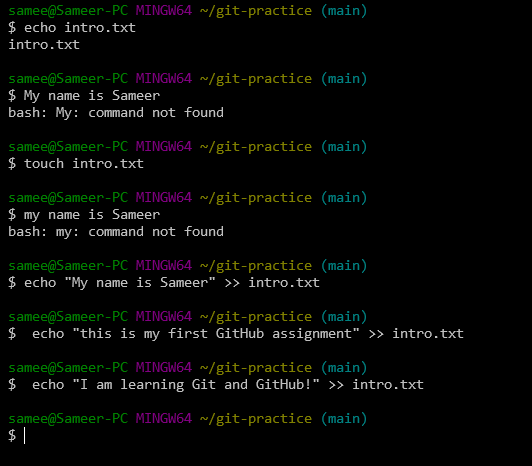 samee@Sameer-PC MINGW64 ~/git-practice (main)
$ echo intro.txt
intro.txt
samee@Sameer-PC MINGW64 ~/git-practice (main)
$ My name is Sameer
bash: My: command not found
samee@Sameer-PC MINGW64 ~/git-practice (main)
$ touch intro.txt
samee@Sameer-PC MINGW64 ~/git-practice (main)
$ my name is Sameer
bash: my: command not found
samee@Sameer-PC MINGW64 ~/git-practice (main)
$ echo "My name is Sameer" >> intro.txt
samee@Sameer-PC MINGW64 ~/git-practice (main)
$  echo "this is my first GitHub assignment" >> intro.txt
samee@Sameer-PC MINGW64 ~/git-practice (main)
$  echo "I am learning Git and GitHub!" >> intro.txt
samee@Sameer-PC MINGW64 ~/git-practice (main)
$